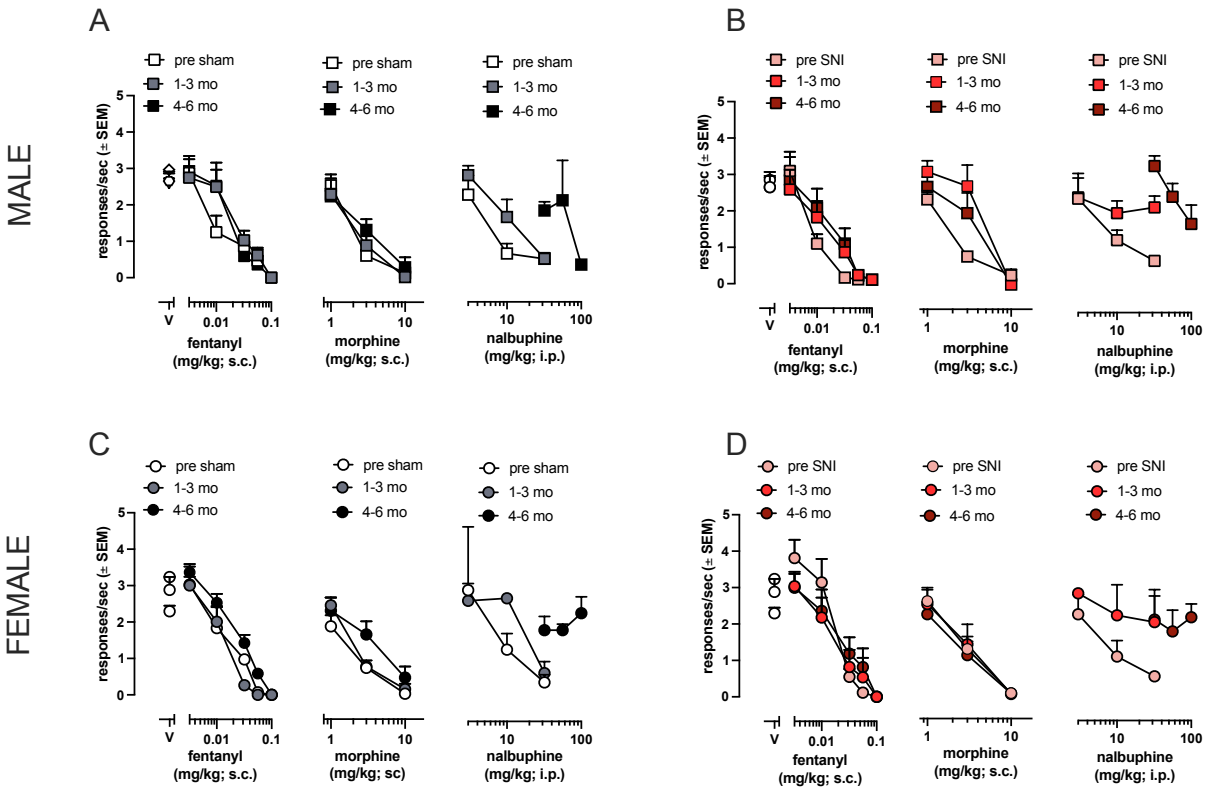 MALE
A
pre sham
1-3 mo
4-6 mo
pre sham
1-3 mo
4-6 mo
pre sham
1-3 mo
4-6 mo
responses/sec (± SEM)
5
4
3
2
1
0
V
0.01
0.1
fentanyl
(mg/kg; s.c.)
1
10
morphine
(mg/kg; s.c.)
10
100
nalbuphine
(mg/kg; i.p.)
B
pre SNI
1-3 mo
4-6 mo
pre SNI
1-3 mo
4-6 mo
pre SNI
1-3 mo
4-6 mo
responses/sec (± SEM)
5
4
3
2
1
0
V
0.01
0.1
fentanyl
(mg/kg; s.c.)
1
10
morphine
(mg/kg; s.c.)
10
100
nalbuphine
(mg/kg; i.p.)
FEMALE
C
pre sham
1-3 mo
4-6 mo
pre sham
1-3 mo
4-6 mo
pre sham
1-3 mo
4-6 mo
responses/sec (± SEM)
5
4
3
2
1
0
V
0.01
0.1
fentanyl
(mg/kg; s.c.)
1
10
morphine
(mg/kg; sc)
10
100
nalbuphine
(mg/kg; i.p.)
D
pre SNI
1-3 mo
4-6 mo
pre SNI
1-3 mo
4-6 mo
pre SNI
1-3 mo
4-6 mo
responses/sec (± SEM)
5
4
3
2
1
0
V
0.01
0.1
fentanyl
(mg/kg; s.c.)
1
10
morphine
(mg/kg; s.c.)
10
100
nalbuphine
(mg/kg; i.p.)